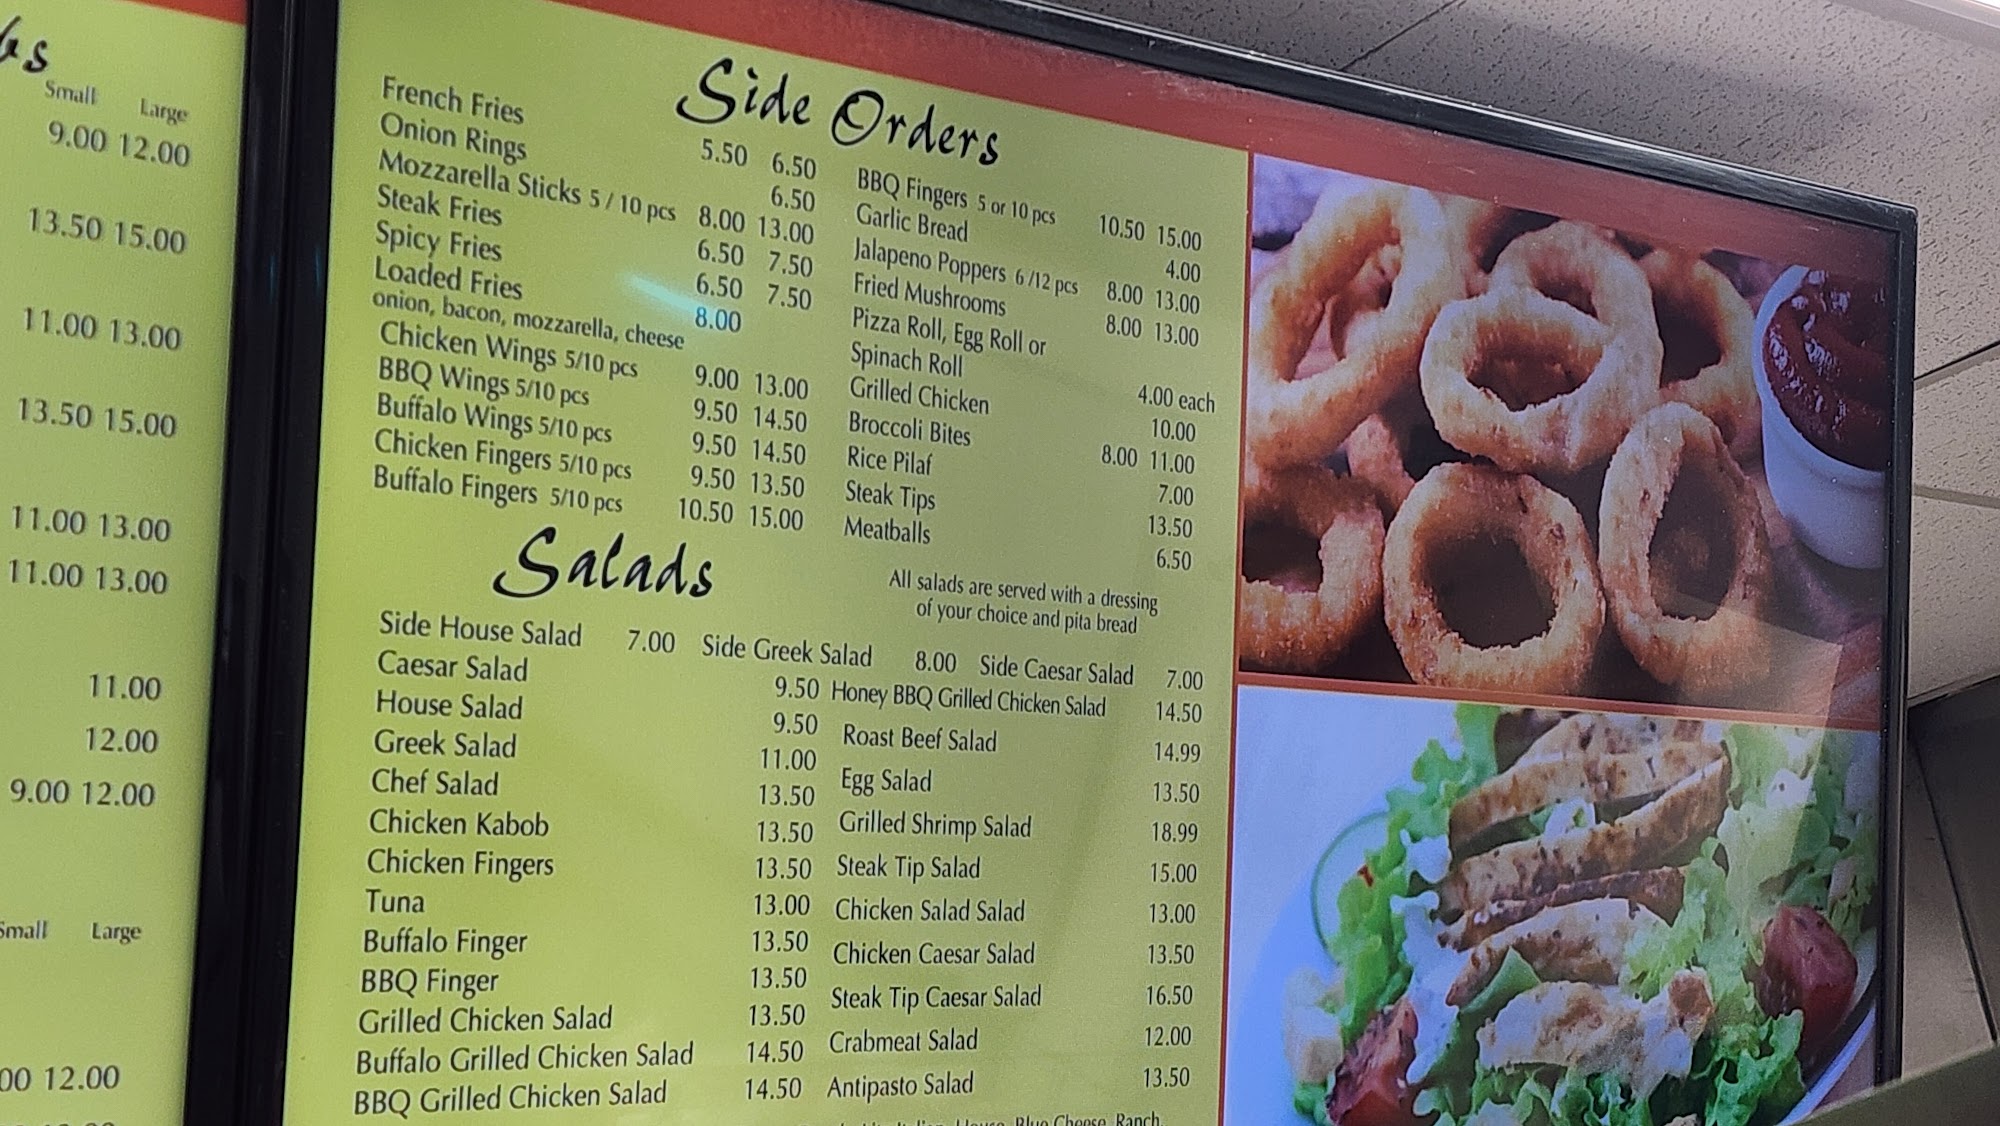 Small Large
9.00 12.00
13.50 15.00
11.00 13.00
13.50 15.00
11.00 13.00
11.00 13.00
11.00
12.00
9.00 12.00
Small Large
12.00
Side Orders
French Fries 5.50 6.50
Onion Rings 6.50
Mozzarella Sticks 5 / 10 pcs 8.00 13.00
Steak Fries 6.50 7.50
Spicy Fries 6.50 7.50
Loaded Fries 8.00
onion, bacon, mozzarella, cheese
Chicken Wings 5/10 pcs 9.00 13.00
BBQ Wings 5/10 pcs 9.50 14.50
Buffalo Wings 5/10 pcs 9.50 14.50
Chicken Fingers 5/10 pcs 9.50 13.50
Buffalo Fingers 5/10 pcs 10.50 15.00
BBQ Fingers 5 or 10 pcs 10.50 15.00
Garlic Bread 4.00
Jalapeno Poppers 6 /12 pcs 8.00 13.00
Fried Mushrooms 8.00 13.00
Pizza Roll, Egg Roll or
Spinach Roll 4.00 each
Grilled Chicken 10.00
Broccoli Bites 8.00 11.00
Rice Pilaf 7.00
Steak Tips 13.50
Meatballs 6.50
Salads
All salads are served with a dressing
of your choice and pita bread
Side House Salad 7.00 Side Greek Salad 8.00 Side Caesar Salad 7.00
Caesar Salad 9.50
House Salad 9.50
Greek Salad 11.00
Chef Salad 13.50
Chicken Kabob 13.50
Chicken Fingers 13.50
Tuna 13.00
Buffalo Finger 13.50
BBQ Finger 13.50
Grilled Chicken Salad 13.50
Buffalo Grilled Chicken Salad 14.50
BBQ Grilled Chicken Salad 14.50
Honey BBQ Grilled Chicken Salad 14.50
Roast Beef Salad 14.99
Egg Salad 13.50
Grilled Shrimp Salad 18.99
Steak Tip Salad 15.00
Chicken Salad Salad 13.00
Chicken Caesar Salad 13.50
Steak Tip Caesar Salad 16.50
Crabmeat Salad 12.00
Antipasto Salad 13.50
House, Blue Cheese, Ranch,